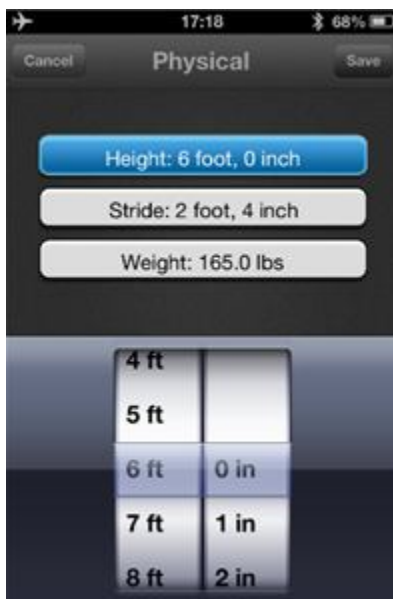 17:18 68%
Cancel Physical Save
Height: 6 foot, 0 inch
Stride: 2 foot, 4 inch
Weight: 165.0 lbs
4 ft
5 ft
6 ft 0 in
7 ft 1 in
8 ft 2 in